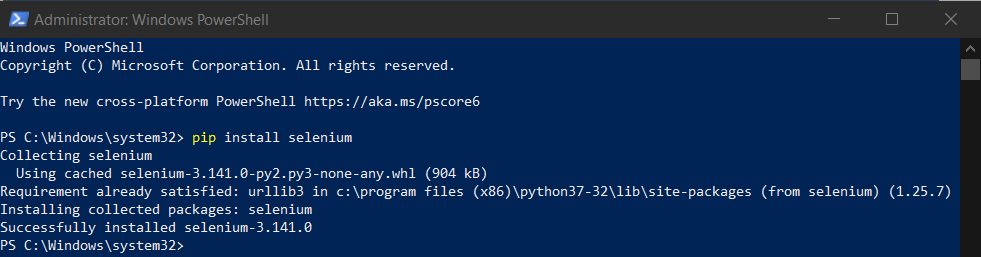 Administrator: Windows PowerShell
Windows PowerShell
Copyright (C) Microsoft Corporation. All rights reserved.
Try the new cross-platform PowerShell https://aka.ms/pscore6
PS C:\Windows\system32> pip install selenium
Collecting selenium
  Using cached selenium-3.141.0-py2.py3-none-any.whl (904 kB)
Requirement already satisfied: urllib3 in c:\program files (x86)\python37-32\lib\site-packages (from selenium) (1.25.7)
Installing collected packages: selenium
Successfully installed selenium-3.141.0
PS C:\Windows\system32>